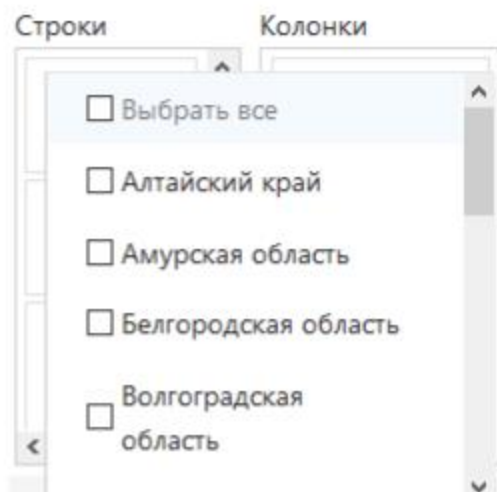 Строки Колонки
Выбрать все
Алтайский край
Амурская область
Белгородская область
Волгоградская
область